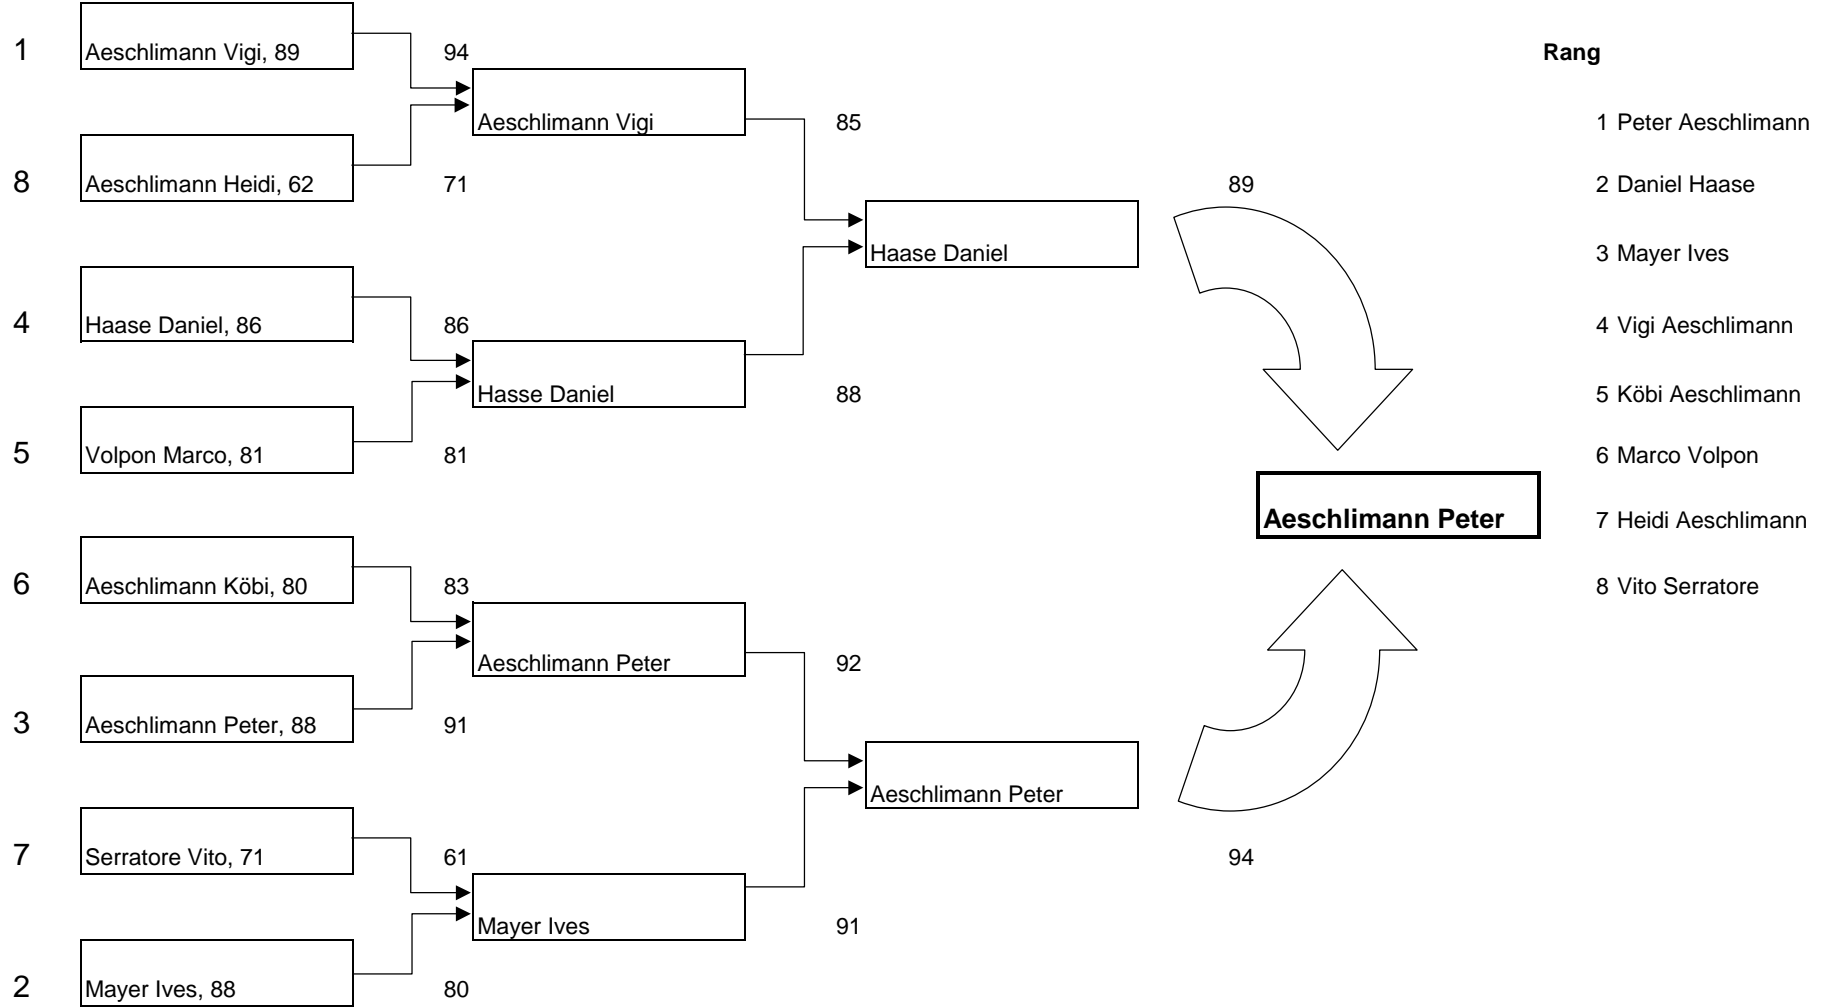 1 Aeschlimann Vigi, 89 94 Rang
Aeschlimann Vigi 85 1 Peter Aeschlimann
8 Aeschlimann Heidi, 62 71 89 2 Daniel Haase
Haase Daniel 3 Mayer Ives
4 Haase Daniel, 86 86 4 Vigi Aeschlimann
Hasse Daniel 88 5 Köbi Aeschlimann
5 Volpon Marco, 81 81 6 Marco Volpon
Aeschlimann Peter 7 Heidi Aeschlimann
6 Aeschlimann Köbi, 80 83 8 Vito Serratore
Aeschlimann Peter 92
3 Aeschlimann Peter, 88 91
Aeschlimann Peter
7 Serratore Vito, 71 61 94
Mayer Ives 91
2 Mayer Ives, 88 80